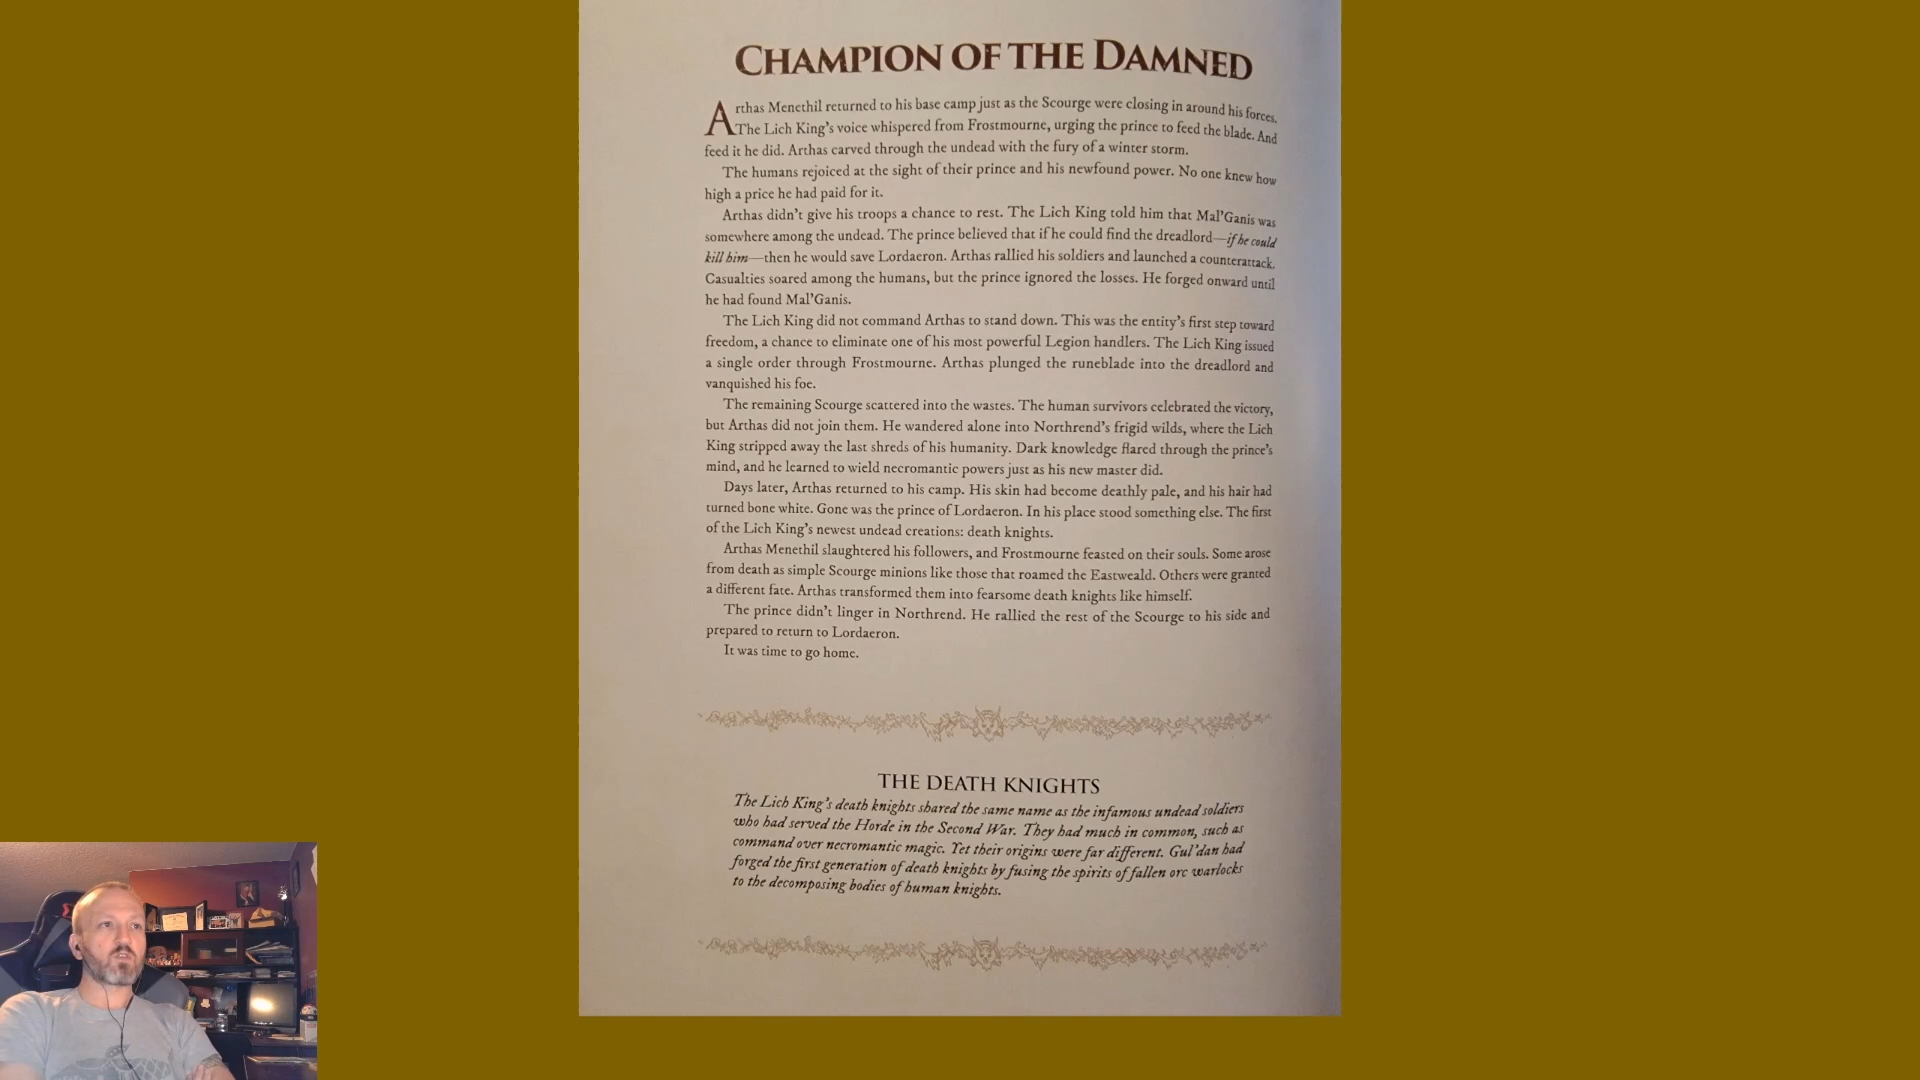 CHAMPION OF THE DAMNED
Arthas Menethil returned to his base camp just as the Scourge were closing in around his forces.
The Lich King's voice whispered from Frostmourne, urging the prince to feed the blade. And
feed it he did. Arthas carved through the undead with the fury of a winter storm.
The humans rejoiced at the sight of their prince and his newfound power. No one knew how
high a price he had paid for it.
Arthas didn't give his troops a chance to rest. The Lich King told him that Mal'Ganis was
somewhere among the undead. The prince believed that if he could find the dreadlord—if he could
kill him—then he would save Lordaeron. Arthas rallied his soldiers and launched a counterattack.
Casualties soared among the humans, but the prince ignored the losses. He forged onward until
he had found Mal'Ganis.
The Lich King did not command Arthas to stand down. This was the entity's first step toward
freedom, a chance to eliminate one of his most powerful Legion handlers. The Lich King issued
a single order through Frostmourne. Arthas plunged the runeblade into the dreadlord and
vanquished his foe.
The remaining Scourge scattered into the wastes. The human survivors celebrated the victory,
but Arthas did not join them. He wandered alone into Northrend's frigid wilds, where the Lich
King stripped away the last shreds of his humanity. Dark knowledge flared through the prince's
mind, and he learned to wield necromantic powers just as his new master did.
Days later, Arthas returned to his camp. His skin had become deathly pale, and his hair had
turned bone white. Gone was the prince of Lordaeron. In his place stood something else. The first
of the Lich King's newest undead creations: death knights.
Arthas Menethil slaughtered his followers, and Frostmourne feasted on their souls. Some arose
from death as simple Scourge minions like those that roamed the Eastweald. Others were granted
a different fate. Arthas transformed them into fearsome death knights like himself.
The prince didn't linger in Northrend. He rallied the rest of the Scourge to his side and
prepared to return to Lordaeron.
It was time to go home.
THE DEATH KNIGHTS
The Lich King's death knights shared the same name as the infamous undead soldiers
who had served the Horde in the Second War. They had much in common, such as
command over necromantic magic. Yet their origins were far different. Gul'dan had
forged the first generation of death knights by fusing the spirits of fallen orc warlocks
to the decomposing bodies of human knights.